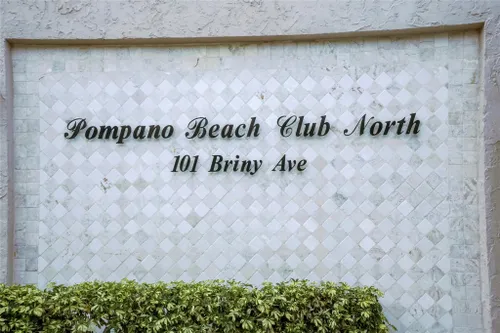 Pompano Beach Club North
101 Briny Ave